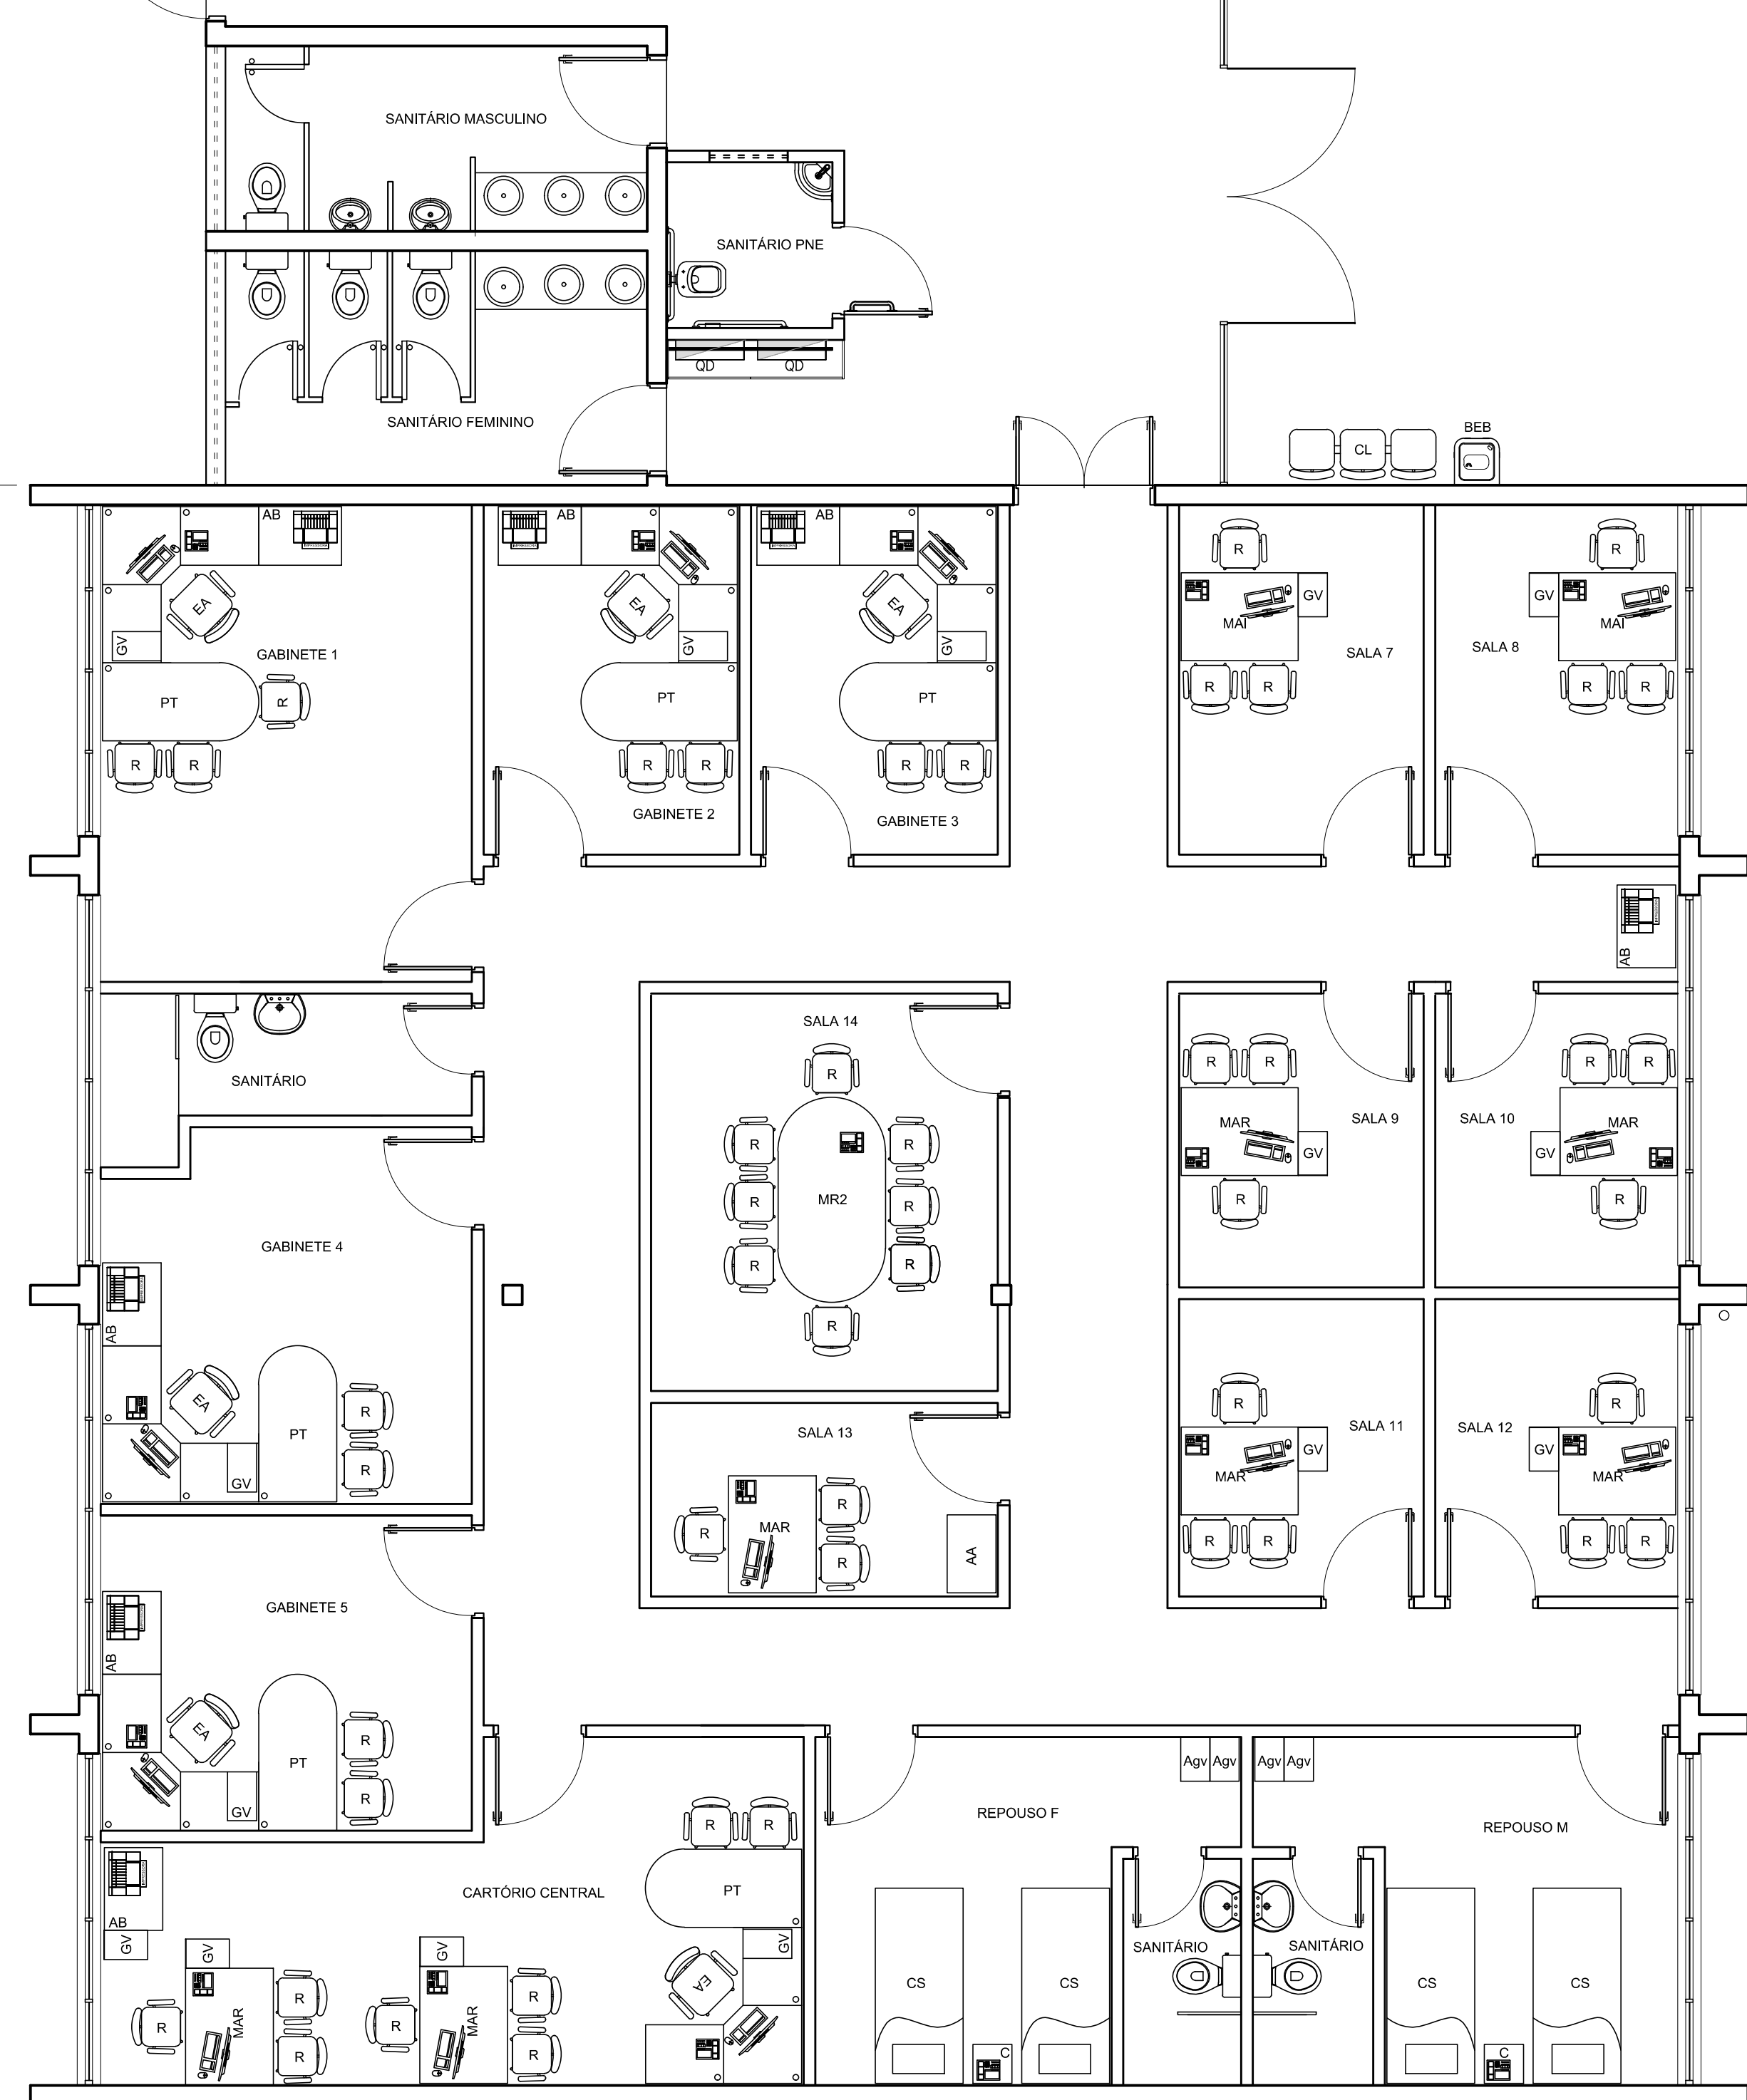 SANITÁRIO MASCULINO
SANITÁRIO PNE
QD
QD
SANITÁRIO FEMININO
CL
BEB
AB
EA
GV
GABINETE 1
PT
R
R
R
AB
EA
GV
PT
R
R
GABINETE 2
AB
EA
GV
PT
R
R
GABINETE 3
R
GV
MAI
SALA 7
R
R
R
GV
MAI
SALA 8
R
R
AB
SANITÁRIO
SALA 14
R
R
R
R
R
MR2
R
R
R
R
R
R
MAR
SALA 9
GV
R
R
R
SALA 10
MAR
GV
R
GABINETE 4
AB
EA
PT
R
R
GV
SALA 13
R
MAR
R
R
AA
R
SALA 11
GV
MAR
R
R
R
SALA 12
GV
MAR
R
R
GABINETE 5
AB
EA
PT
R
R
GV
Agv
Agv
Agv
Agv
REPOUSO F
REPOUSO M
R
R
PT
CARTÓRIO CENTRAL
AB
GV
GV
GV
GV
EA
R
MAR
R
R
R
MAR
R
R
SANITÁRIO
SANITÁRIO
CS
CS
CS
CS
C
C